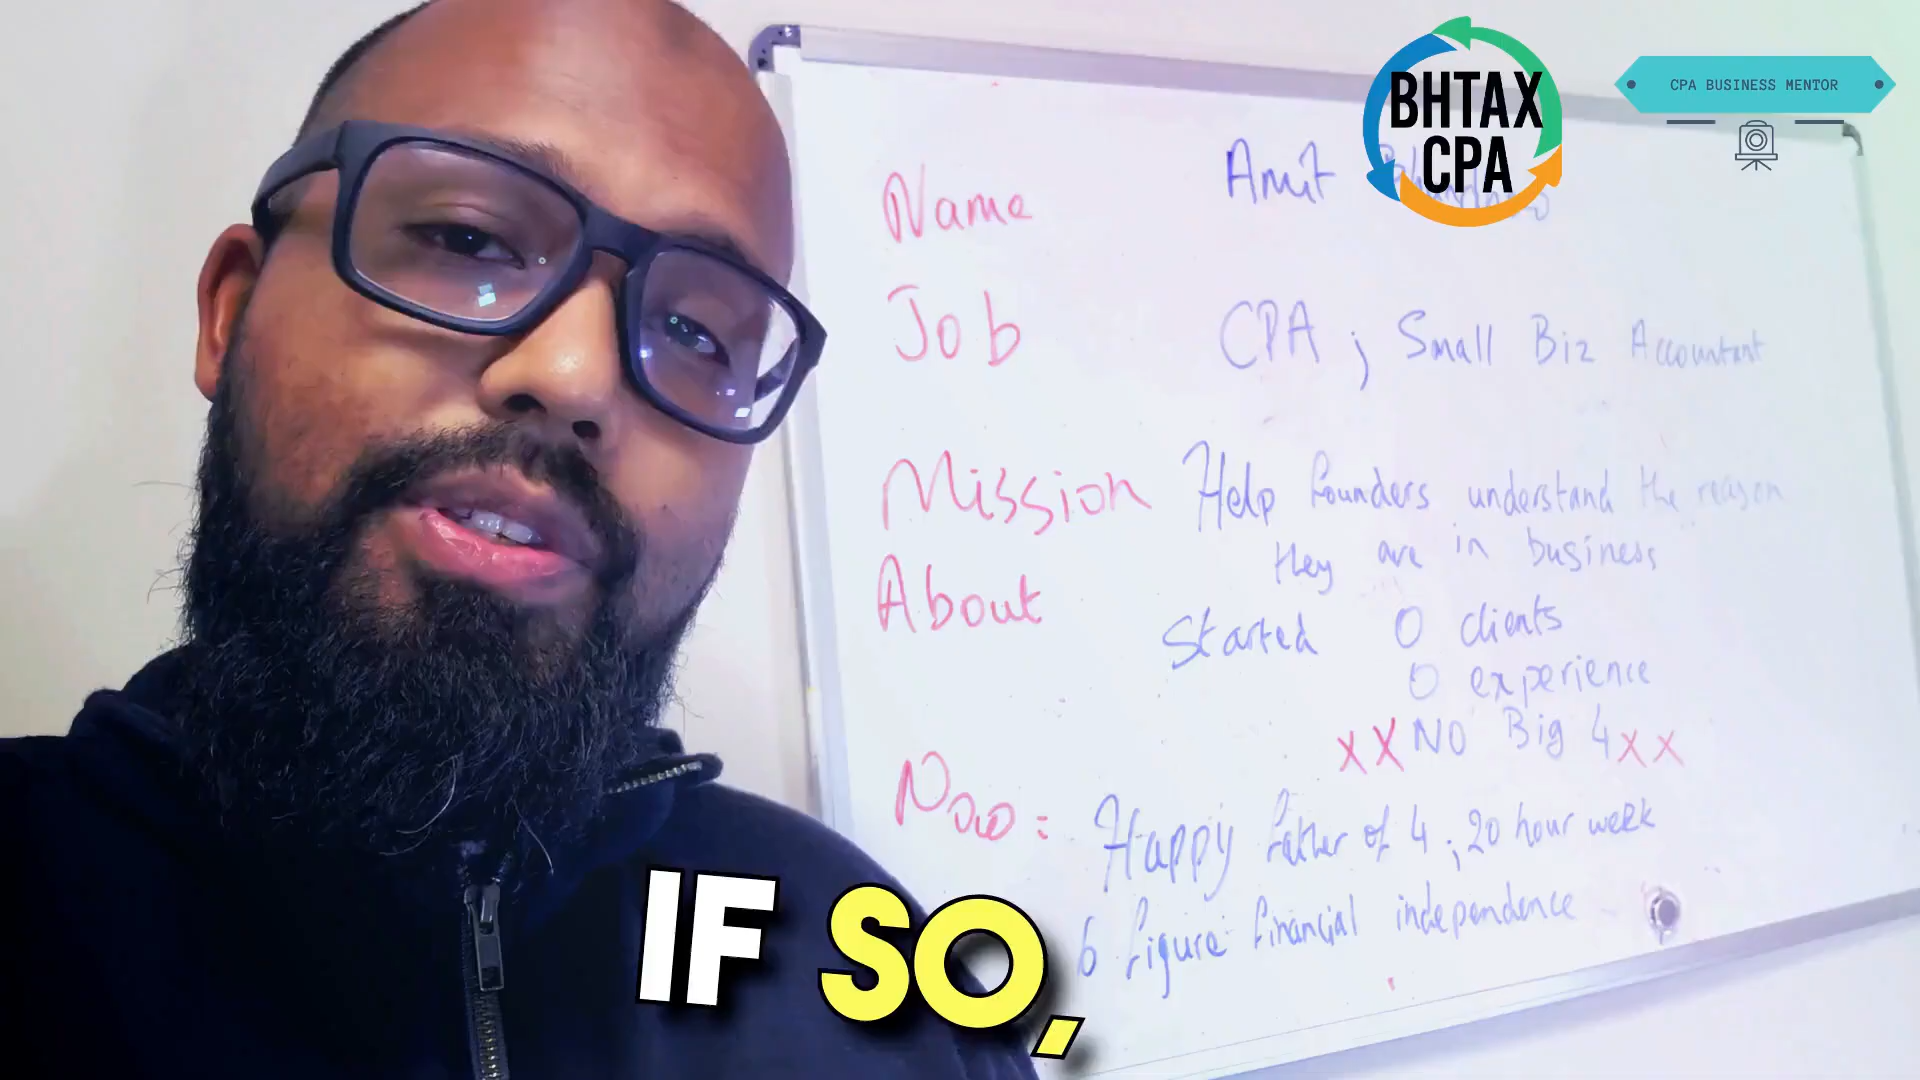 BHTAX
CPA
CPA BUSINESS MENTOR
Name Amit
Job CPA ; Small Biz Accountant
Mission Help founders understand the reason
they are in business
About Started 0 clients
0 experience
XX NO Big 4 XX
Now: Happy father of 4 ; 20 hour week
6 figure financial independence
IF SO,